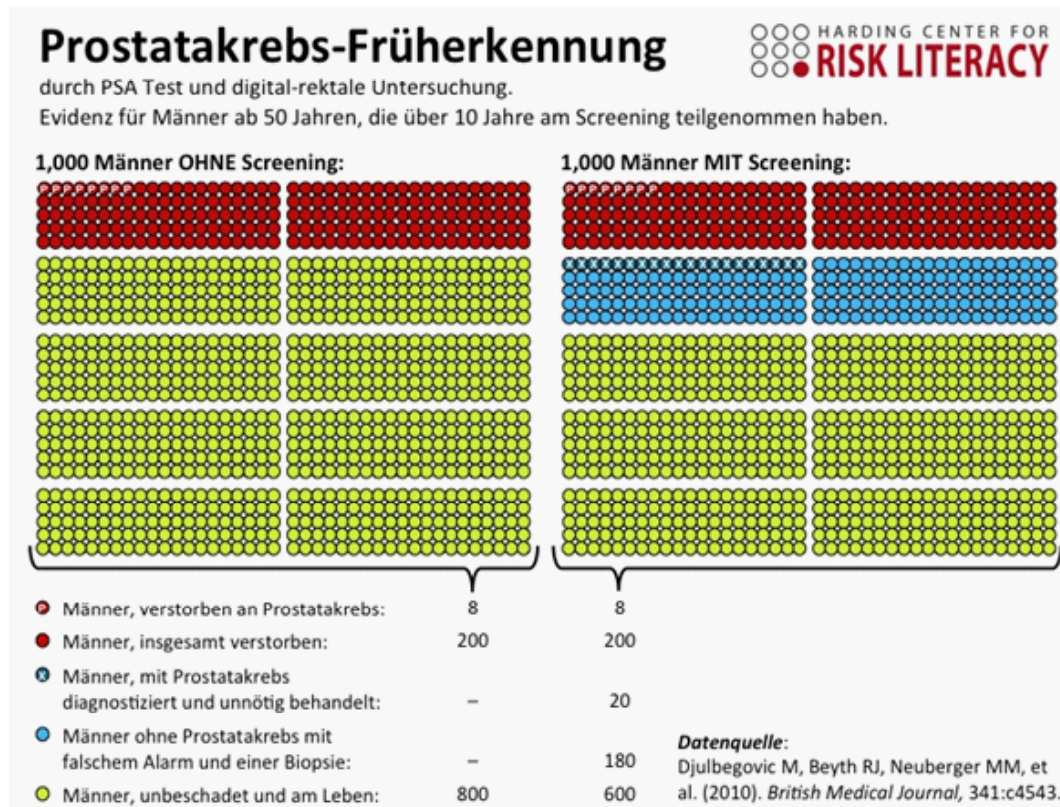 Prostatakrebs-Früherkennung
HARDING CENTER FOR
RISK LITERACY
durch PSA Test und digital-rektale Untersuchung.
Evidenz für Männer ab 50 Jahren, die über 10 Jahre am Screening teilgenommen haben.
1,000 Männer OHNE Screening:
1,000 Männer MIT Screening:
PPPPPPPP
PPPPPPPP
XXXXXXXXXXXXXXXXXXXX
P Männer, verstorben an Prostatakrebs: 8 8
Männer, insgesamt verstorben: 200 200
X Männer, mit Prostatakrebs
diagnostiziert und unnötig behandelt: – 20
Männer ohne Prostatakrebs mit
falschem Alarm und einer Biopsie: – 180
Männer, unbeschadet und am Leben: 800 600
Datenquelle:
Djulbegovic M, Beyth RJ, Neuberger MM, et
al. (2010). British Medical Journal, 341:c4543.